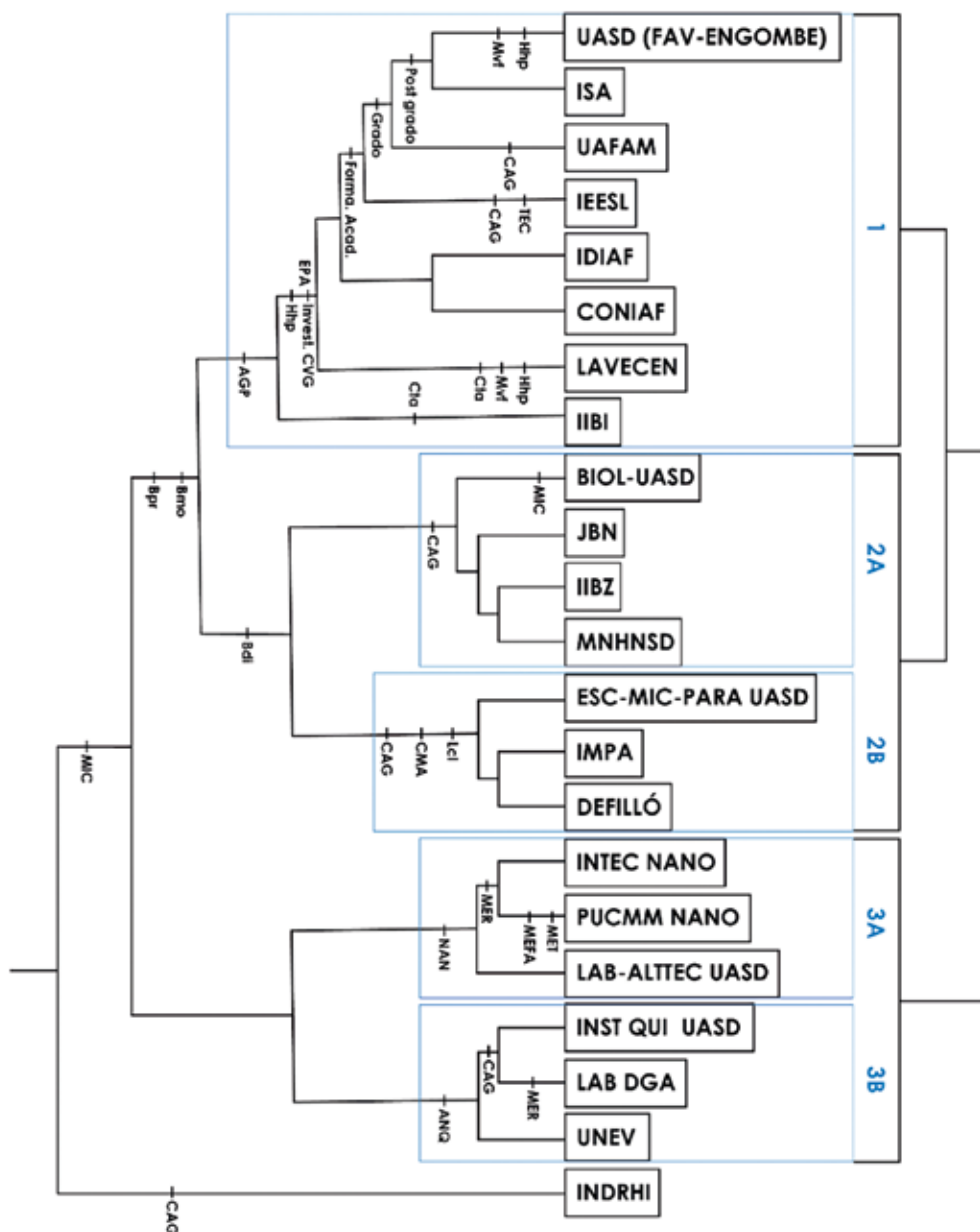 UASD (FAV-ENGOMBE)
Hhp
Mvf
ISA
Post grado
UAFAM
CAG
Grado
IEESL
TEC
CAG
Forma. Acad.
IDIAF
CONIAF
1
EPA
Invest. CVG
Hhp
LAVECEN
Hhp
Mvf
Cta
AGP
IIBI
Cta
BIOL-UASD
MIC
Bmo
Bpr
JBN
CAG
2A
IIBZ
MNHNSD
Bdi
ESC-MIC-PARA UASD
Lcl
CMA
CAG
2B
IMPA
MIC
DEFILLÓ
INTEC NANO
MER
PUCMM NANO
MET
MEFA
3A
NAN
LAB-ALTTEC UASD
INST QUI UASD
CAG
LAB DGA
MER
3B
ANQ
UNEV
INDRHI
CAG